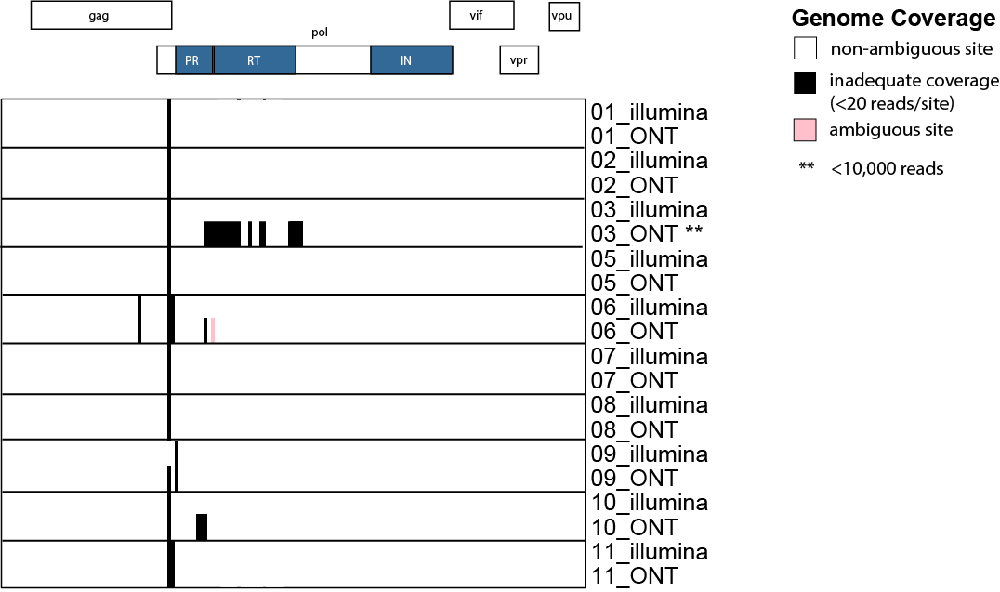 gag
vif
vpu
pol
PR
RT
IN
vpr
Genome Coverage
non-ambiguous site
inadequate coverage
(<20 reads/site)
ambiguous site
** <10,000 reads
01_illumina
01_ONT
02_illumina
02_ONT
03_illumina
03_ONT **
05_illumina
05_ONT
06_illumina
06_ONT
07_illumina
07_ONT
08_illumina
08_ONT
09_illumina
09_ONT
10_illumina
10_ONT
11_illumina
11_ONT